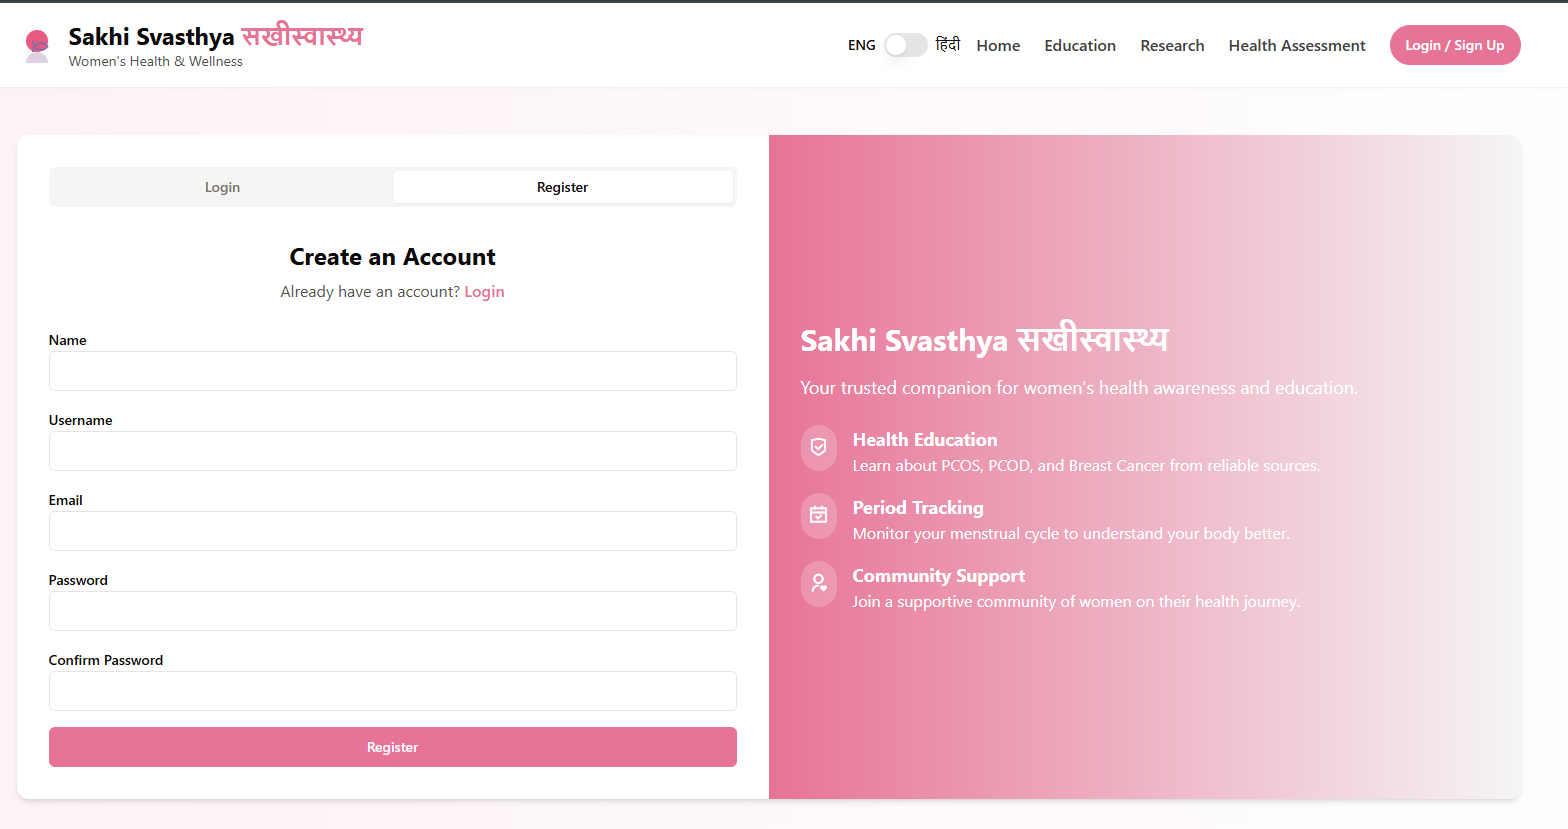 Sakhi Svasthya सखीस्वास्थ्य
Women's Health & Wellness
ENG हिंदी Home Education Research Health Assessment Login / Sign Up
Login Register
Create an Account
Already have an account? Login
Name
Username
Email
Password
Confirm Password
Register
Sakhi Svasthya सखीस्वास्थ्य
Your trusted companion for women's health awareness and education.
Health Education
Learn about PCOS, PCOD, and Breast Cancer from reliable sources.
Period Tracking
Monitor your menstrual cycle to understand your body better.
Community Support
Join a supportive community of women on their health journey.